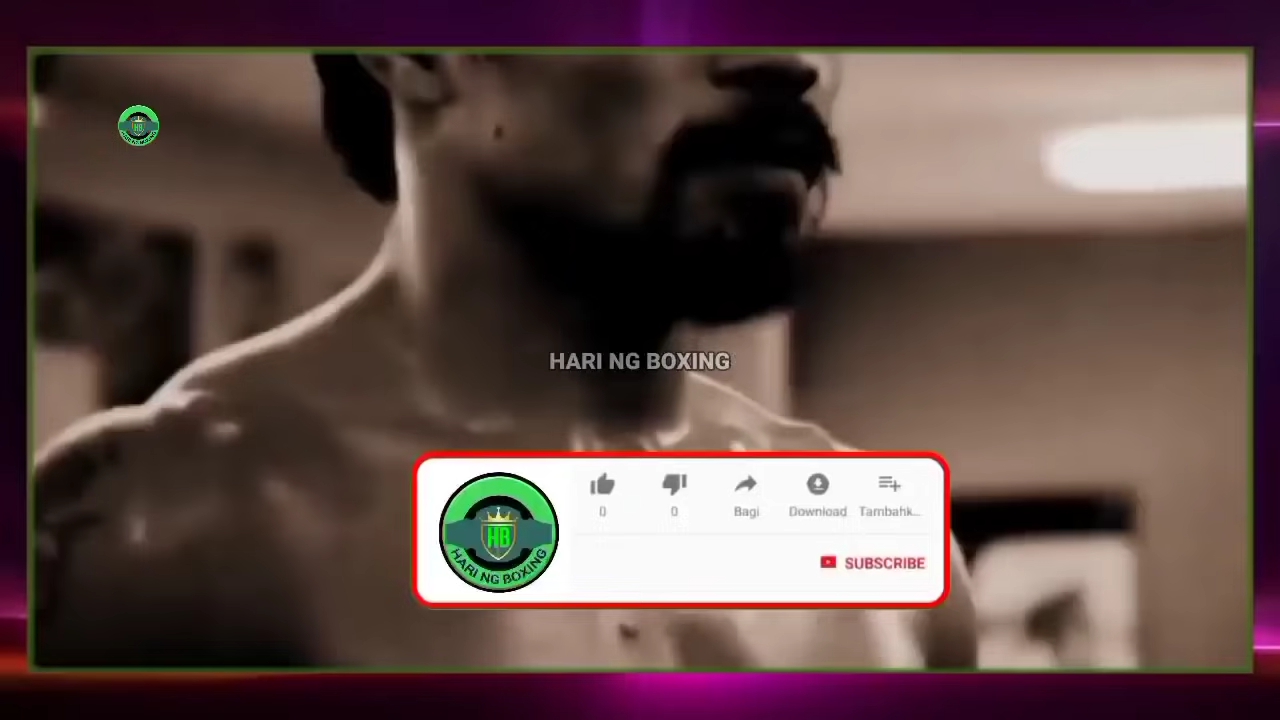 HARI NG BOXING
HB
HARI NG BOXING
0
0
Bagi
Download
Tambahk...
SUBSCRIBE